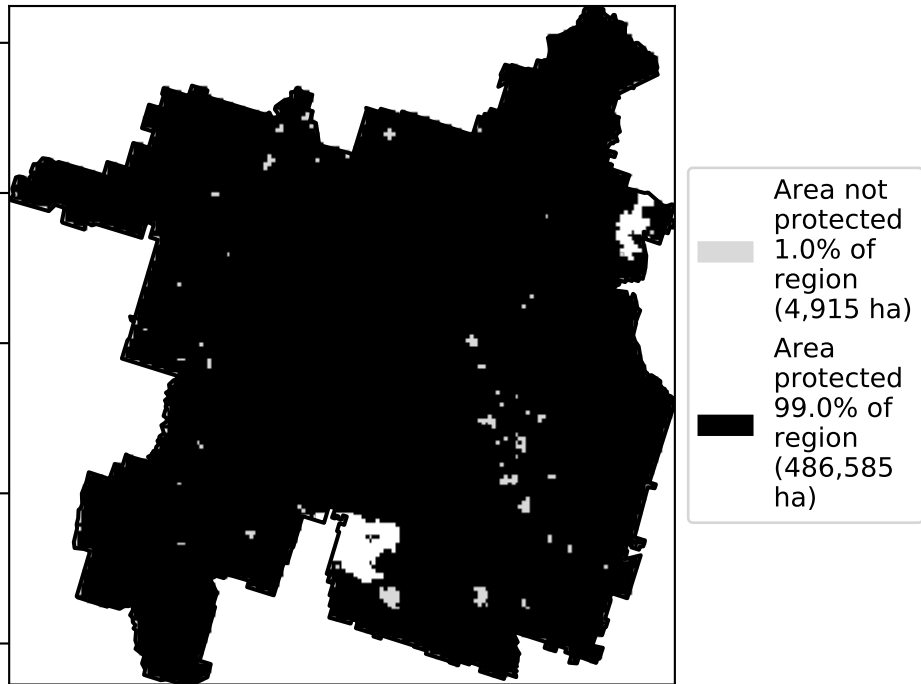 Area not
protected
1.0% of
region
(4,915 ha)
Area
protected
99.0% of
region
(486,585
ha)